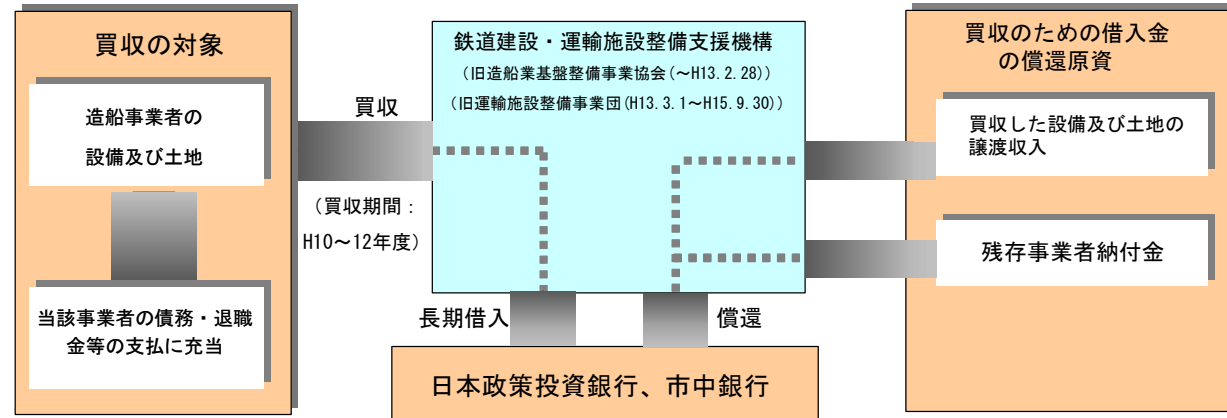 買収の対象
造船事業者の
設備及び土地
当該事業者の債務・退職
金等の支払に充当
買収
（買収期間：
H10～12年度）
鉄道建設・運輸施設整備支援機構
（旧造船業基盤整備事業協会(～H13.2.28)）
（旧運輸施設整備事業団(H13.3.1～H15.9.30)）
長期借入
償還
日本政策投資銀行、市中銀行
買収のための借入金
の償還原資
買収した設備及び土地の
譲渡収入
残存事業者納付金